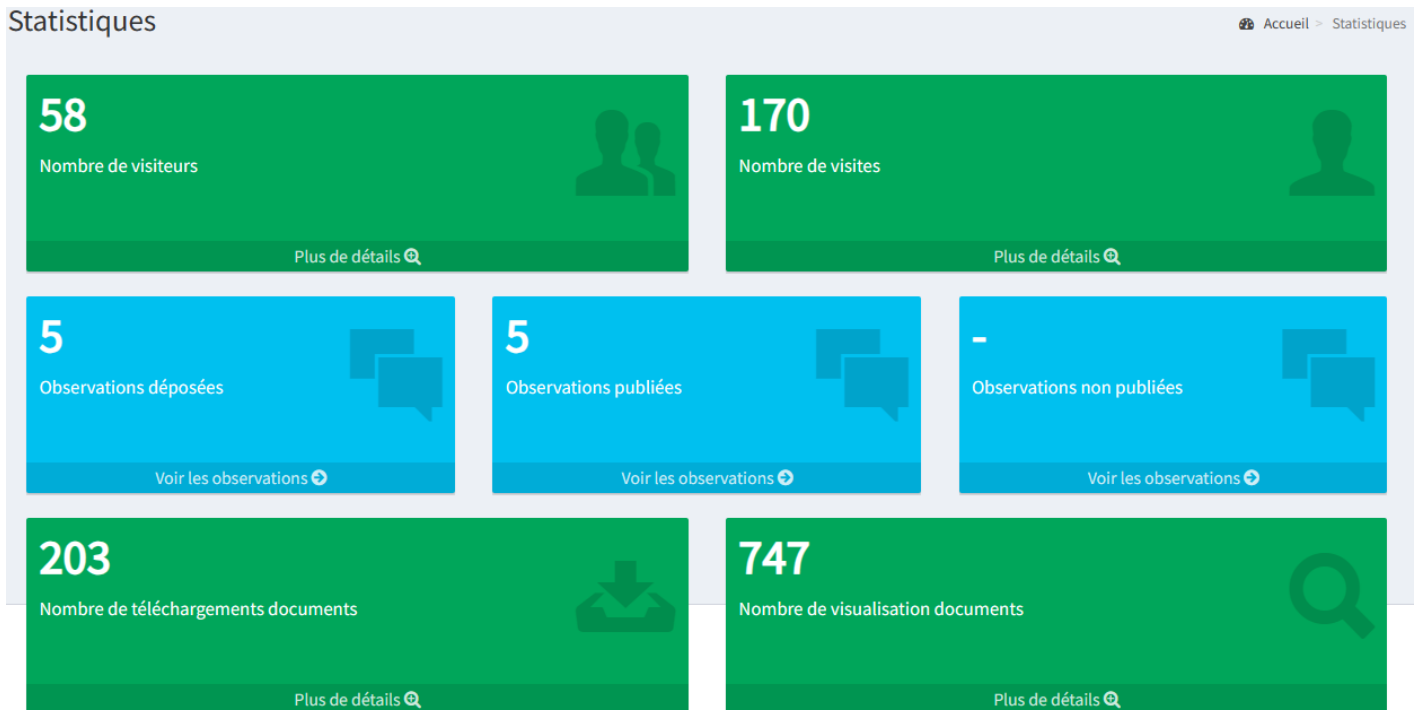 Statistiques
Accueil > Statistiques
58
170
Nombre de visiteurs
Nombre de visites
Plus de détails
Plus de détails
5
5
-
Observations déposées
Observations publiées
Observations non publiées
Voir les observations
Voir les observations
Voir les observations
203
747
Nombre de téléchargements documents
Nombre de visualisation documents
Plus de détails
Plus de détails